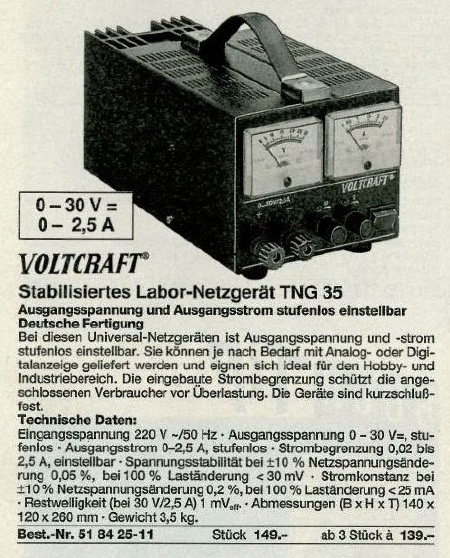 VOLTCRAFT
0-30V/2,5A
0 – 30 V =
0 – 2,5 A
VOLTCRAFT®
Stabilisiertes Labor-Netzgerät TNG 35
Ausgangsspannung und Ausgangsstrom stufenlos einstellbar
Deutsche Fertigung
Bei diesen Universal-Netzgeräten ist Ausgangsspannung und -strom
stufenlos einstellbar. Sie können je nach Bedarf mit Analog- oder Digi-
talanzeige geliefert werden und eignen sich ideal für den Hobby- und
Industriebereich. Die eingebaute Strombegrenzung schützt die ange-
schlossenen Verbraucher vor Überlastung. Die Geräte sind kurzschluß-
fest.
Technische Daten:
Eingangsspannung 220 V ~/50 Hz · Ausgangsspannung 0 – 30 V=, stu-
fenlos · Ausgangsstrom 0–2,5 A, stufenlos · Strombegrenzung 0,02 bis
2,5 A, einstellbar · Spannungsstabilität bei ±10 % Netzspannungsände-
rung 0,05 %, bei 100 % Laständerung < 30 mV · Stromkonstanz bei
±10 % Netzspannungsänderung 0,2 %, bei 100 % Laständerung < 25 mA
· Restwelligkeit (bei 30 V/2,5 A) 1 mVeff. · Abmessungen (B x H x T) 140 x
120 x 260 mm · Gewicht 3,5 kg.
Best.-Nr. 51 84 25-11 Stück 149.– ab 3 Stück à 139.–